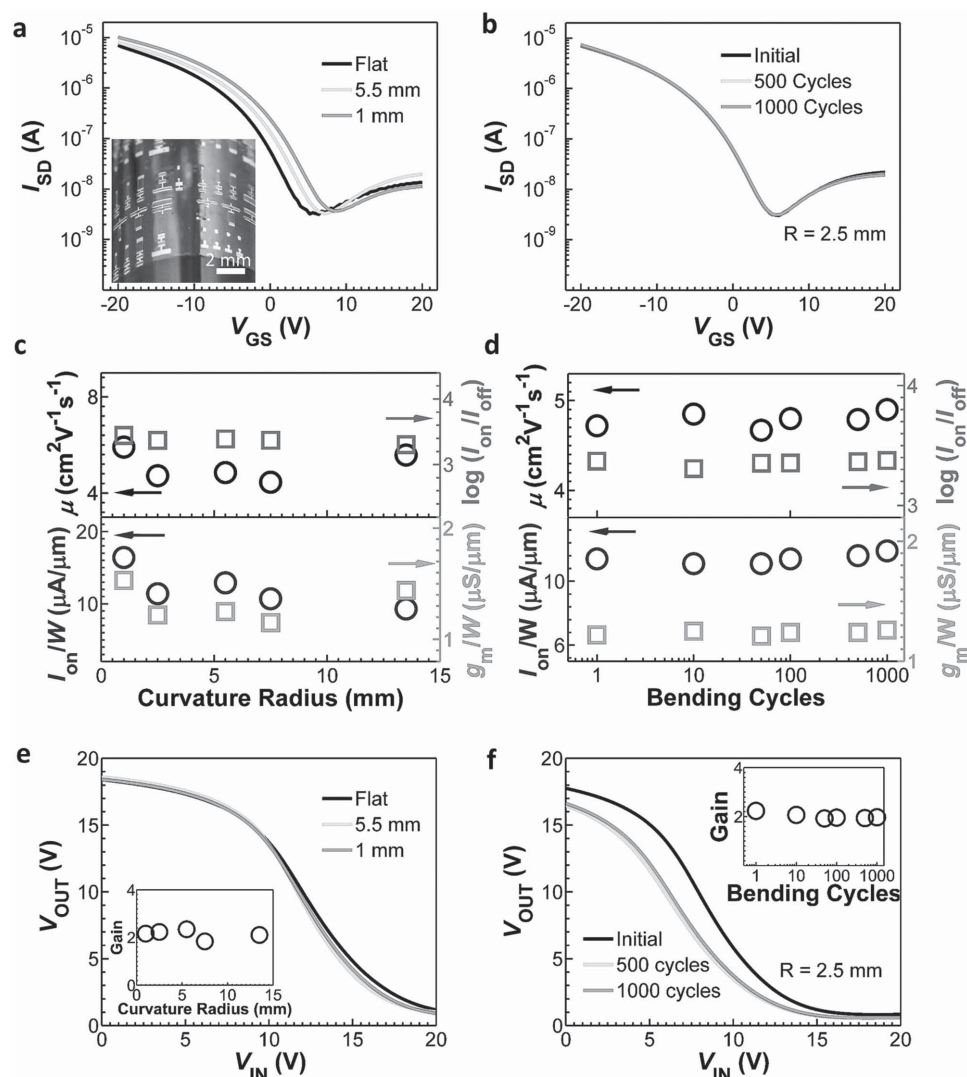 a
10⁻⁵
10⁻⁶
10⁻⁷
10⁻⁸
10⁻⁹
I_SD (A)
Flat
5.5 mm
1 mm
2 mm
-20 -10 0 10 20
V_GS (V)
b
10⁻⁵
10⁻⁶
10⁻⁷
10⁻⁸
10⁻⁹
I_SD (A)
Initial
500 Cycles
1000 Cycles
R = 2.5 mm
-20 -10 0 10 20
V_GS (V)
c
8
4
μ (cm²V⁻¹s⁻¹)
4
3
log (I_on/I_off)
20
10
I_on/W (μA/μm)
2
1
g_m/W (μS/μm)
0 5 10 15
Curvature Radius (mm)
d
5
4
μ (cm²V⁻¹s⁻¹)
4
3
log (I_on/I_off)
10
6
I_on/W (μA/μm)
2
1
g_m/W (μS/μm)
1 10 100 1000
Bending Cycles
e
20
15
10
5
0
V_OUT (V)
Flat
5.5 mm
1 mm
4
2
0
Gain
0 5 10 15
Curvature Radius (mm)
0 5 10 15 20
V_IN (V)
f
20
15
10
5
0
V_OUT (V)
4
2
Gain
1 10 100 1000
Bending Cycles
Initial
500 cycles
1000 cycles
R = 2.5 mm
0 5 10 15 20
V_IN (V)